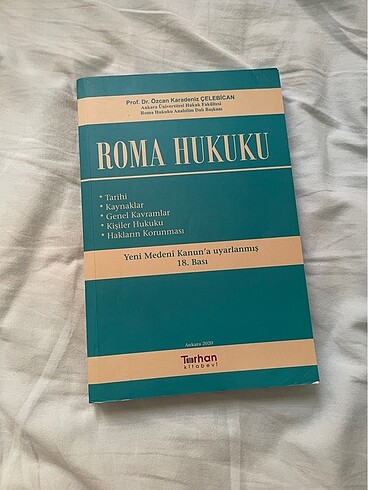 Prof. Dr. Özcan Karadeniz ÇELEBİCAN
Ankara Üniversitesi Hukuk Fakültesi
Roma Hukuku Anabilim Dalı Başkanı
ROMA HUKUKU
* Tarihi
* Kaynaklar
* Genel Kavramlar
* Kişiler Hukuku
* Hakların Korunması
Yeni Medenî Kanun'a uyarlanmış
18. Bası
Ankara 2020
Turhan
kitabevi